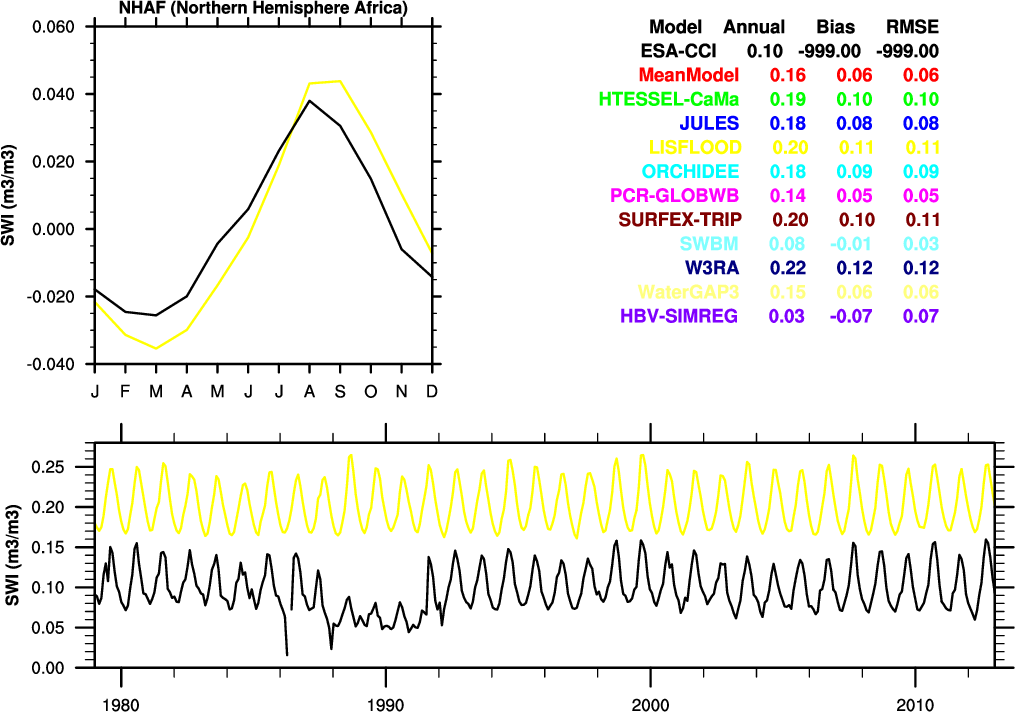 NHAF (Northern Hemisphere Africa)
0.060
0.040
0.020
0.000
-0.020
-0.040
SWI (m3/m3)
J F M A M J J A S O N D
Model Annual Bias RMSE
ESA-CCI 0.10 -999.00 -999.00
MeanModel 0.16 0.06 0.06
HTESSEL-CaMa 0.19 0.10 0.10
JULES 0.18 0.08 0.08
LISFLOOD 0.20 0.11 0.11
ORCHIDEE 0.18 0.09 0.09
PCR-GLOBWB 0.14 0.05 0.05
SURFEX-TRIP 0.20 0.10 0.11
SWBM 0.08 -0.01 0.03
W3RA 0.22 0.12 0.12
WaterGAP3 0.15 0.06 0.06
HBV-SIMREG 0.03 -0.07 0.07
0.25
0.20
0.15
0.10
0.05
0.00
SWI (m3/m3)
1980 1990 2000 2010